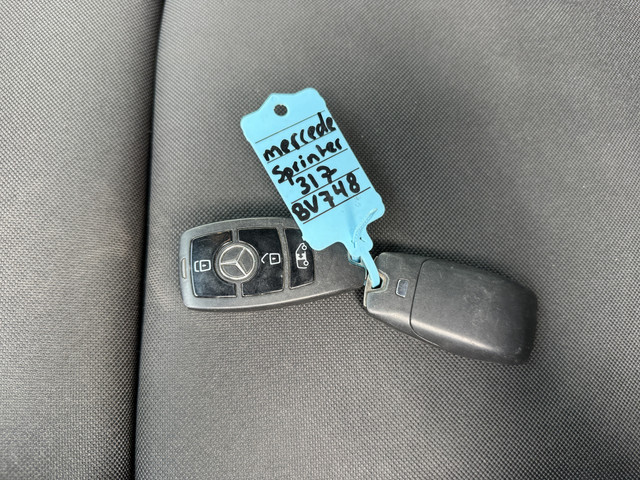 mercede
Sprinter
317
BV748